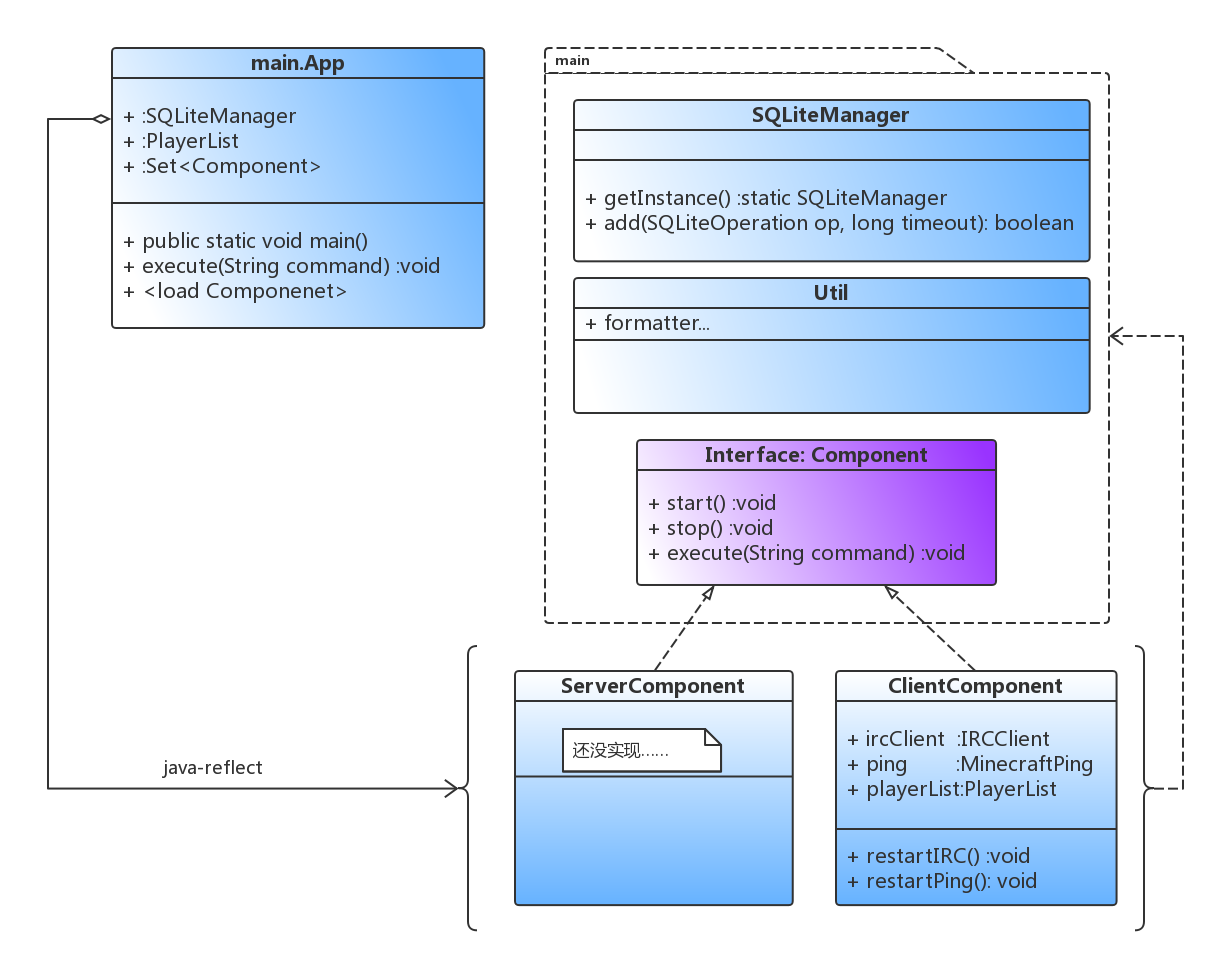 main.App
+ :SQLiteManager
+ :PlayerList
+ :Set<Component>
+ public static void main()
+ execute(String command) :void
+ <load Componenet>
main
SQLiteManager
+ getInstance() :static SQLiteManager
+ add(SQLiteOperation op, long timeout): boolean
Util
+ formatter...
Interface: Component
+ start() :void
+ stop() :void
+ execute(String command) :void
java-reflect
ServerComponent
还没实现......
ClientComponent
+ ircClient :IRCClient
+ ping :MinecraftPing
+ playerList:PlayerList
+ restartIRC() :void
+ restartPing(): void